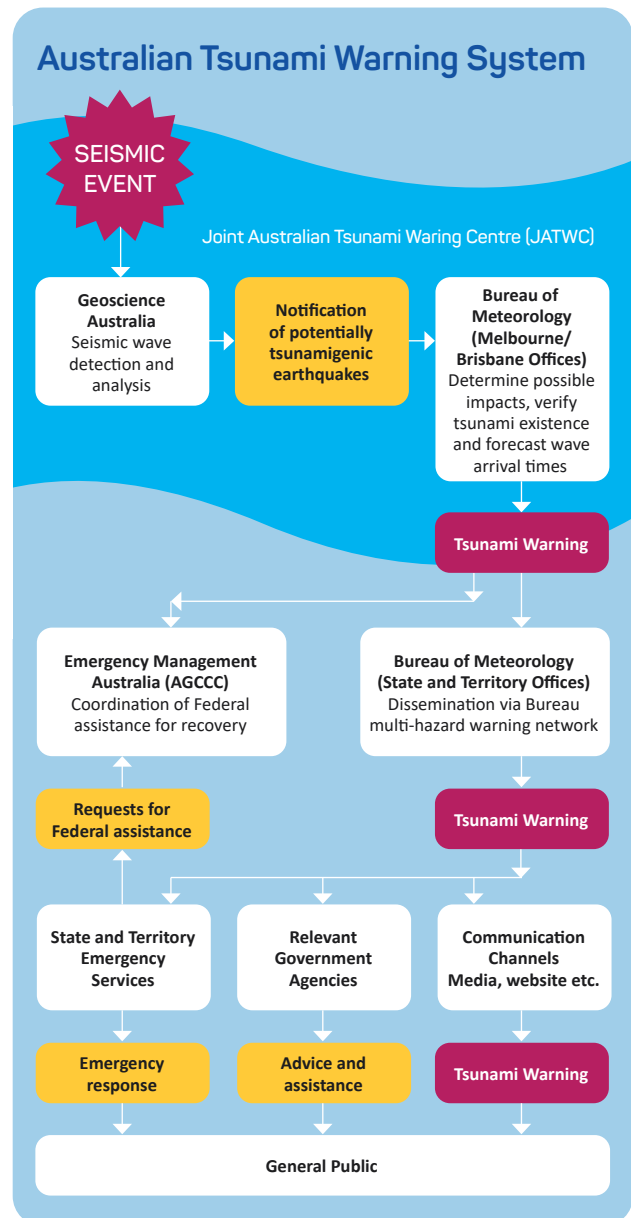 Australian Tsunami Warning System
SEISMIC
EVENT
Joint Australian Tsunami Waring Centre (JATWC)
Geoscience
Australia
Seismic wave
detection and
analysis
Notification
of potentially
tsunamigenic
earthquakes
Bureau of
Meteorology
(Melbourne/
Brisbane Offices)
Determine possible
impacts, verify
tsunami existence
and forecast wave
arrival times
Tsunami Warning
Emergency Management
Australia (AGCCC)
Coordination of Federal
assistance for recovery
Bureau of Meteorology
(State and Territory Offices)
Dissemination via Bureau
multi-hazard warning network
Requests for
Federal assistance
Tsunami Warning
State and Territory
Emergency
Services
Relevant
Government
Agencies
Communication
Channels
Media, website etc.
Emergency
response
Advice and
assistance
Tsunami Warning
General Public